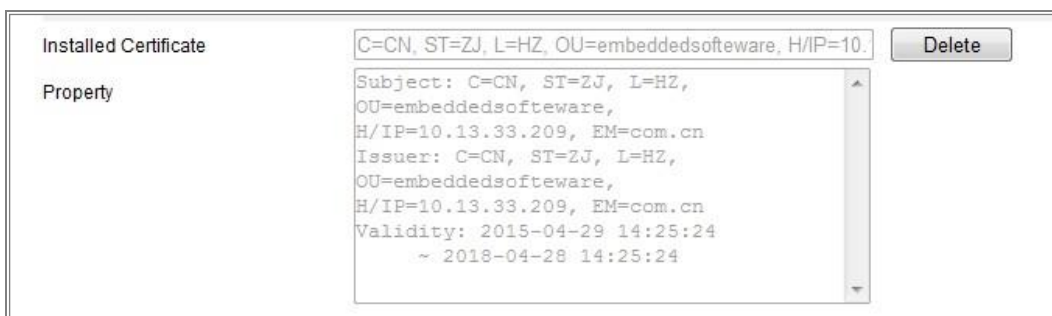 Installed Certificate
C=CN, ST=ZJ, L=HZ, OU=embeddedsofteware, H/IP=10.
Delete
Property
Subject: C=CN, ST=ZJ, L=HZ,
OU=embeddedsofteware,
H/IP=10.13.33.209, EM=com.cn
Issuer: C=CN, ST=ZJ, L=HZ,
OU=embeddedsofteware,
H/IP=10.13.33.209, EM=com.cn
Validity: 2015-04-29 14:25:24
~ 2018-04-28 14:25:24